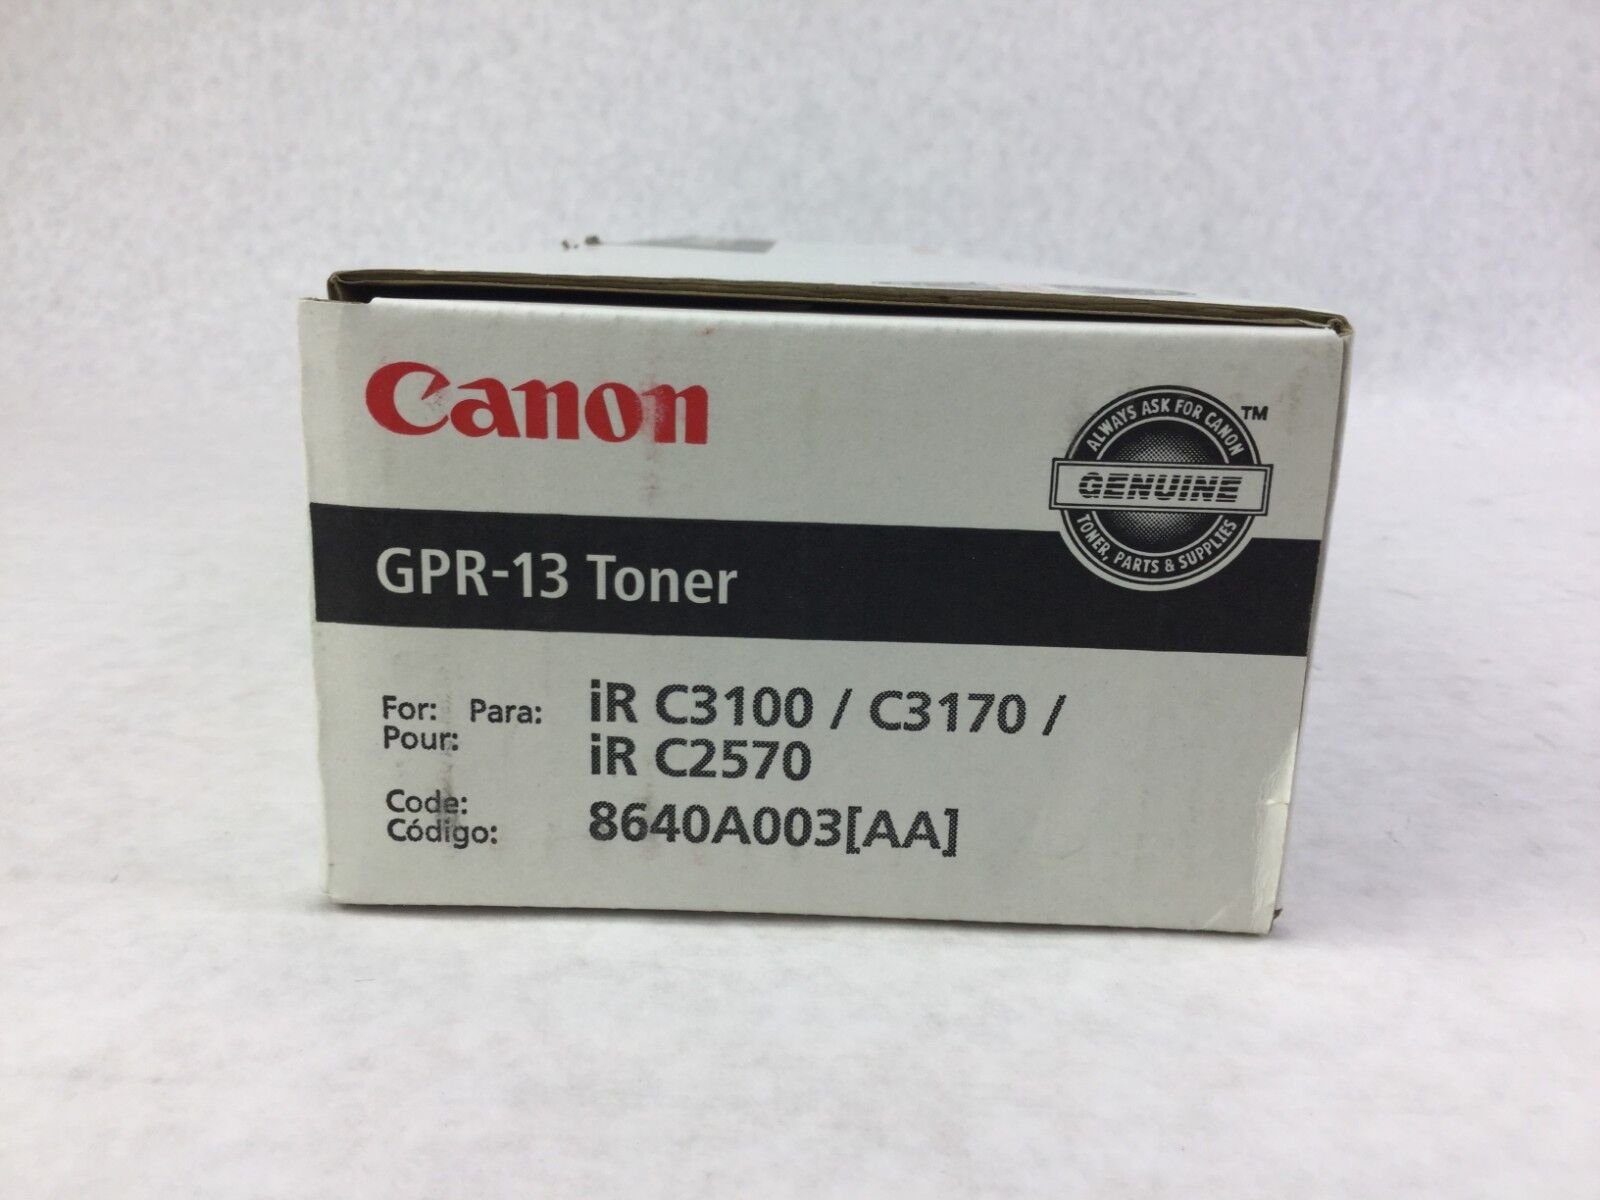 Canon
ALWAYS ASK FOR CANON
TM
GENUINE
TONER, PARTS & SUPPLIES
GPR-13 Toner
For: Para: iR C3100 / C3170 /
Pour: iR C2570
Code:
Código: 8640A003[AA]